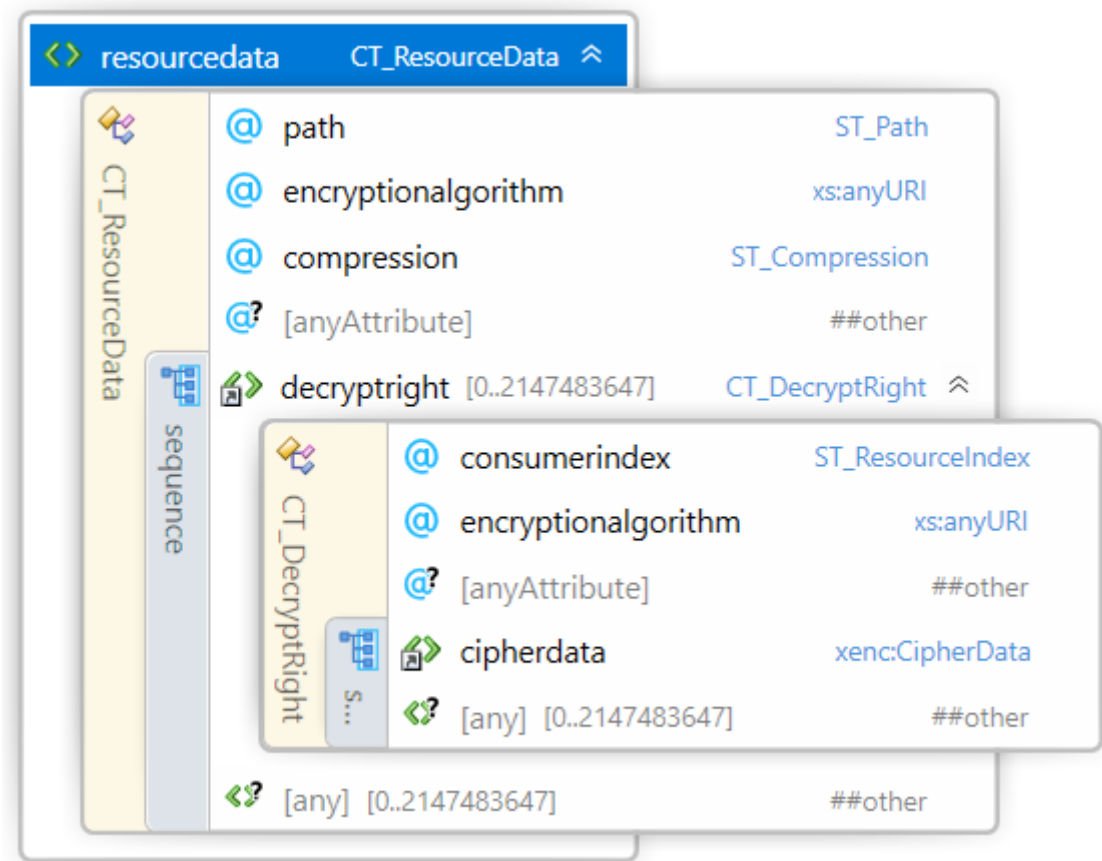 resourcedata CT_ResourceData
CT_ResourceData
@ path ST_Path
@ encryptionalgorithm xs:anyURI
@ compression ST_Compression
@? [anyAttribute] ##other
sequence
decryptright [0..2147483647] CT_DecryptRight
CT_DecryptRight
@ consumerindex ST_ResourceIndex
@ encryptionalgorithm xs:anyURI
@? [anyAttribute] ##other
s...
cipherdata xenc:CipherData
<>? [any] [0..2147483647] ##other
<>? [any] [0..2147483647] ##other